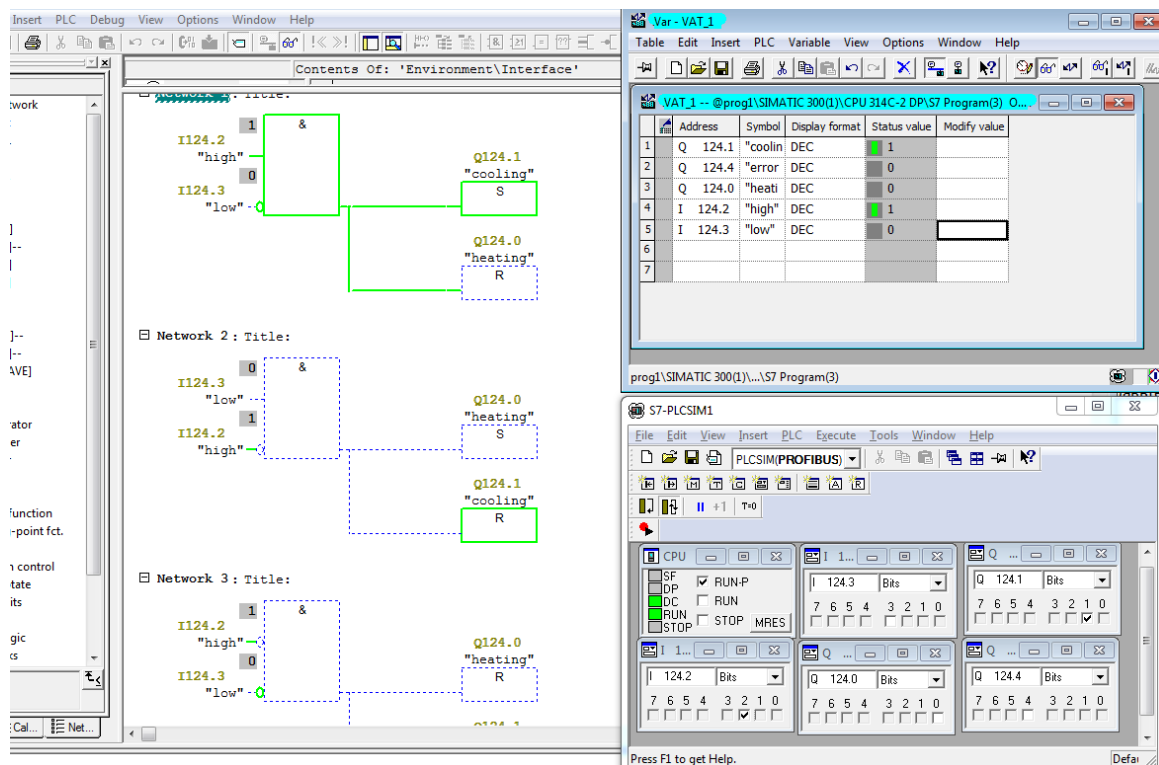 Insert PLC Debug View Options Window Help
Contents Of: 'Environment\Interface'
Network 1: Title:
1 &
I124.2
"high"
0
I124.3
"low"
Q124.1
"cooling"
S
Q124.0
"heating"
R
Network 2 : Title:
0 &
I124.3
"low"
1
I124.2
"high"
Q124.0
"heating"
S
Q124.1
"cooling"
R
Network 3 : Title:
1 &
I124.2
"high"
0
I124.3
"low"
Q124.0
"heating"
R
twork
]
]--
]
]--
]--
AVE]
rator
er
function
-point fct.
n control
tate
its
gic
ks
Cal... Net...
Var - VAT_1
Table Edit Insert PLC Variable View Options Window Help
VAT_1 -- @prog1\SIMATIC 300(1)\CPU 314C-2 DP\S7 Program(3) O...
Address Symbol Display format Status value Modify value
1 Q 124.1 "coolin DEC 1
2 Q 124.4 "error DEC 0
3 Q 124.0 "heati DEC 0
4 I 124.2 "high" DEC 1
5 I 124.3 "low" DEC 0
6
7
prog1\SIMATIC 300(1)\...\S7 Program(3)
S7-PLCSIM1
File Edit View Insert PLC Execute Tools Window Help
PLCSIM(PROFIBUS)
+1 T=0
CPU
SF
DP
DC
RUN
STOP
RUN-P
RUN
STOP MRES
I 1...
I 124.3 Bits
7 6 5 4 3 2 1 0
Q ...
Q 124.1 Bits
7 6 5 4 3 2 1 0
I 1...
I 124.2 Bits
7 6 5 4 3 2 1 0
Q ...
Q 124.0 Bits
7 6 5 4 3 2 1 0
Q ...
Q 124.4 Bits
7 6 5 4 3 2 1 0
Press F1 to get Help.
Defa